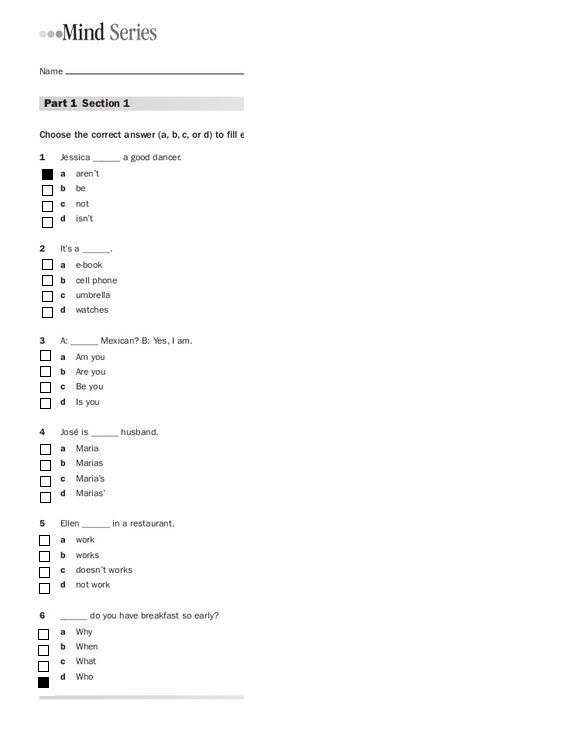 Mind Series
Name
Part 1 Section 1
Choose the correct answer (a, b, c, or d) to fill
1 Jessica ______ a good dancer.
a aren't
b be
c not
d isn't
2 It's a ______.
a e-book
b cell phone
c umbrella
d watches
3 A: ______ Mexican? B: Yes, I am.
a Am you
b Are you
c Be you
d Is you
4 José is ______ husband.
a Maria
b Marias
c Maria's
d Marias'
5 Ellen ______ in a restaurant.
a work
b works
c doesn't works
d not work
6 ______ do you have breakfast so early?
a Why
b When
c What
d Who